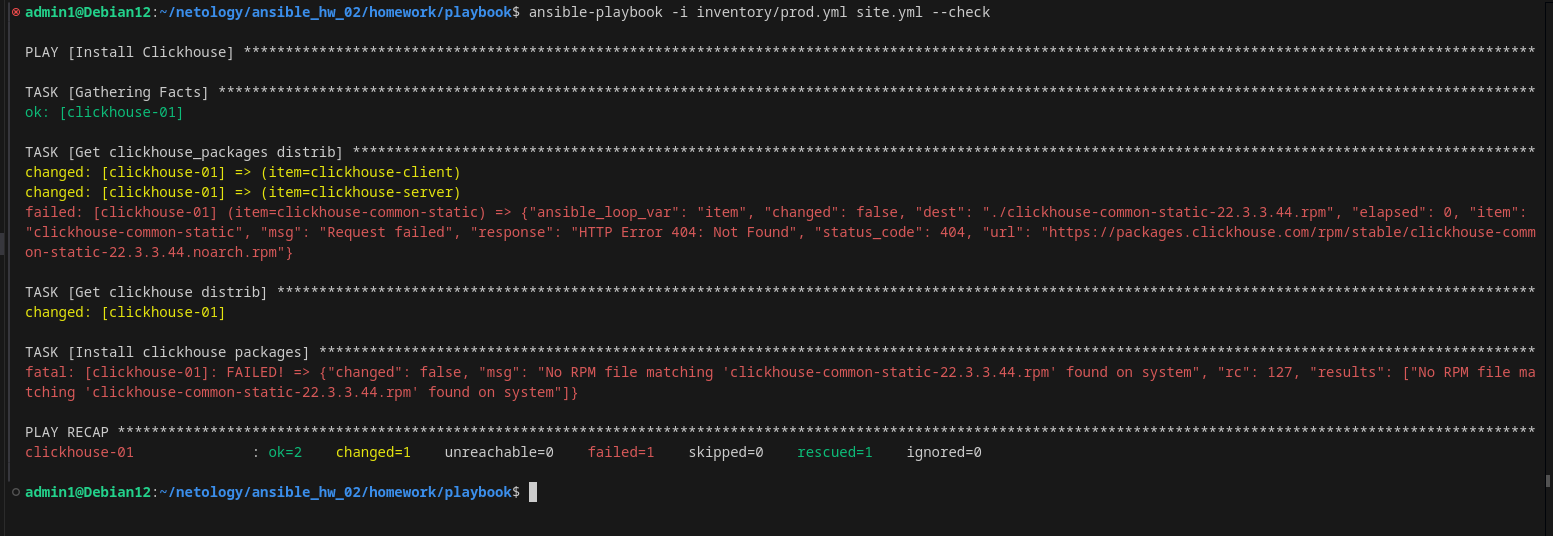 admin1@Debian12:~/netology/ansible_hw_02/homework/playbook$ ansible-playbook -i inventory/prod.yml site.yml --check
PLAY [Install Clickhouse] ******************************************************************************************************************************************************
TASK [Gathering Facts] *********************************************************************************************************************************************************
ok: [clickhouse-01]
TASK [Get clickhouse_packages distrib] *****************************************************************************************************************************************
changed: [clickhouse-01] => (item=clickhouse-client)
changed: [clickhouse-01] => (item=clickhouse-server)
failed: [clickhouse-01] (item=clickhouse-common-static) => {"ansible_loop_var": "item", "changed": false, "dest": "./clickhouse-common-static-22.3.3.44.rpm", "elapsed": 0, "item":
"clickhouse-common-static", "msg": "Request failed", "response": "HTTP Error 404: Not Found", "status_code": 404, "url": "https://packages.clickhouse.com/rpm/stable/clickhouse-comm
on-static-22.3.3.44.noarch.rpm"}
TASK [Get clickhouse distrib] **************************************************************************************************************************************************
changed: [clickhouse-01]
TASK [Install clickhouse packages] *********************************************************************************************************************************************
fatal: [clickhouse-01]: FAILED! => {"changed": false, "msg": "No RPM file matching 'clickhouse-common-static-22.3.3.44.rpm' found on system", "rc": 127, "results": ["No RPM file ma
tching 'clickhouse-common-static-22.3.3.44.rpm' found on system"]}
PLAY RECAP *********************************************************************************************************************************************************************
clickhouse-01              : ok=2    changed=1    unreachable=0    failed=1    skipped=0    rescued=1    ignored=0
admin1@Debian12:~/netology/ansible_hw_02/homework/playbook$